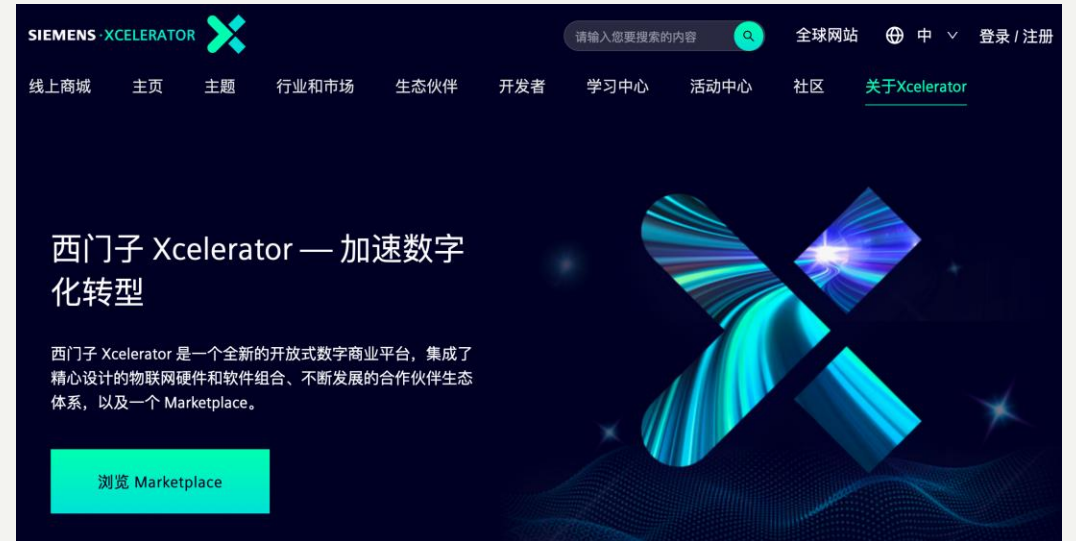 SIEMENS·XCELERATOR
请输入您要搜索的内容
全球网站
中
登录 / 注册
线上商城 主页 主题 行业和市场 生态伙伴 开发者 学习中心 活动中心 社区 关于Xcelerator
西门子 Xcelerator — 加速数字
化转型
西门子 Xcelerator 是一个全新的开放式数字商业平台，集成了
精心设计的物联网硬件和软件组合、不断发展的合作伙伴生态
体系，以及一个 Marketplace。
浏览 Marketplace